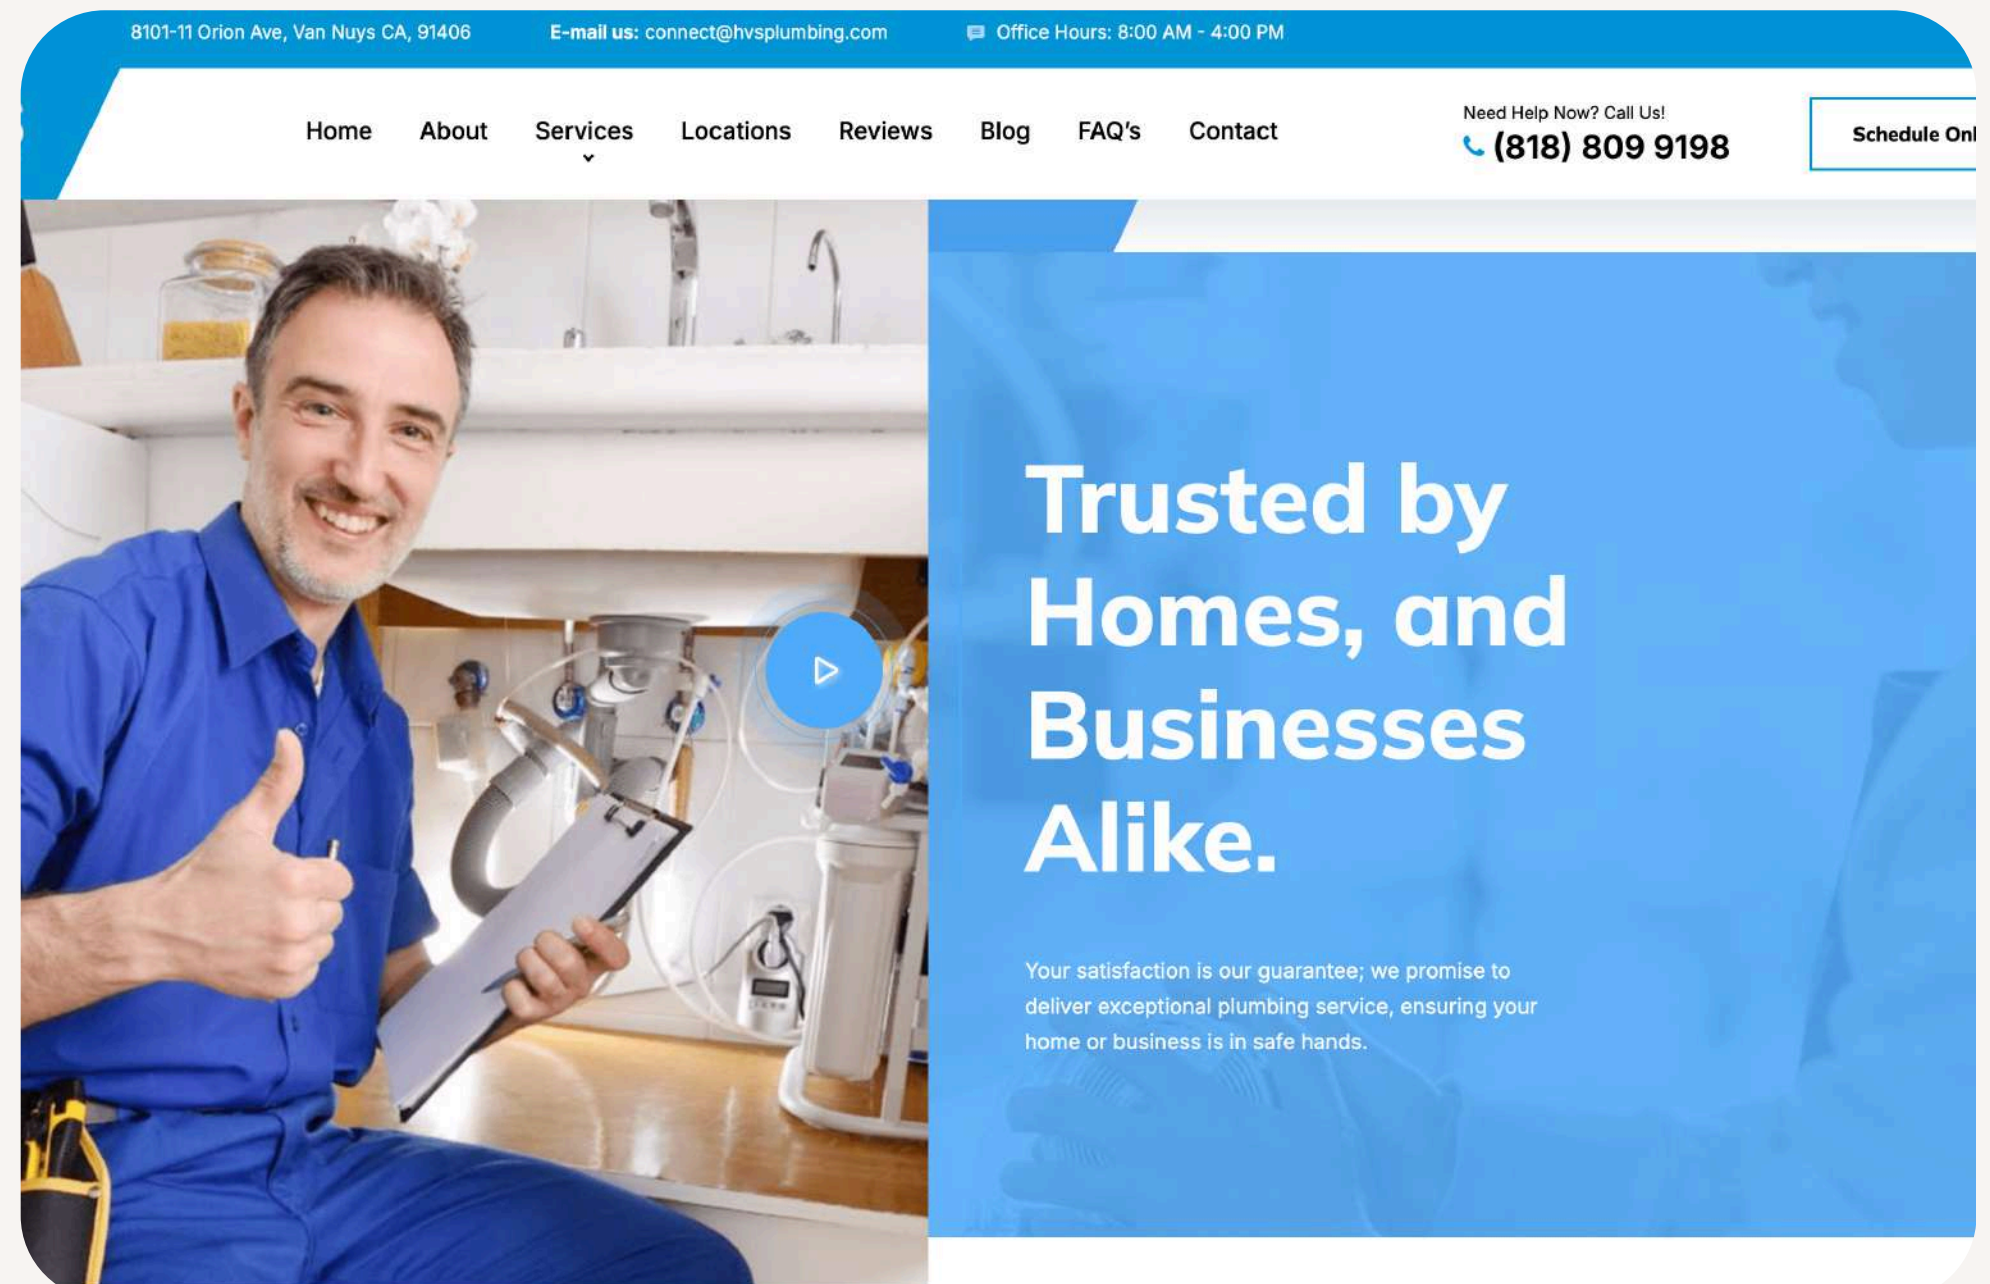 8101-11 Orion Ave, Van Nuys CA, 91406
E-mail us: connect@hvsplumbing.com
Office Hours: 8:00 AM - 4:00 PM
Home About Services Locations Reviews Blog FAQ's Contact
Need Help Now? Call Us!
(818) 809 9198
Schedule Onl
Trusted by
Homes, and
Businesses
Alike.
Your satisfaction is our guarantee; we promise to
deliver exceptional plumbing service, ensuring your
home or business is in safe hands.